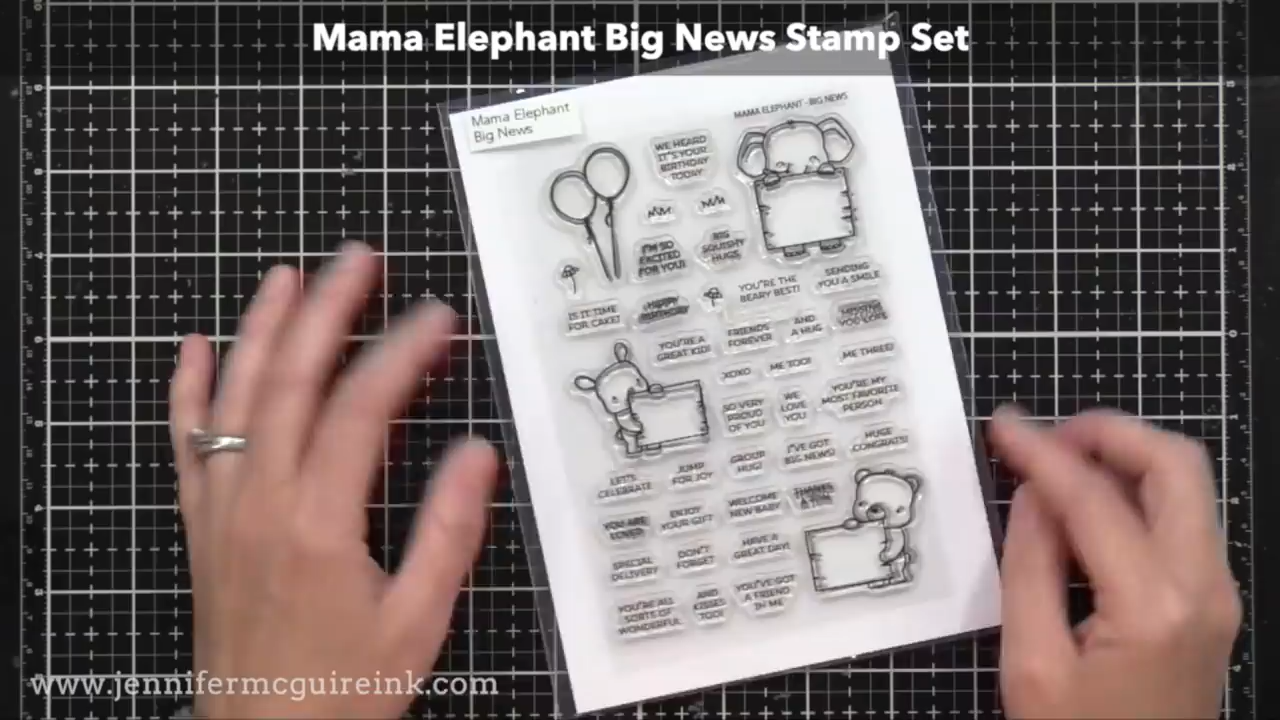 Mama Elephant Big News Stamp Set
Mama Elephant
Big News
MAMA ELEPHANT - BIG NEWS
WE HEARD
IT'S YOUR
BIRTHDAY
TODAY
I'M SO
EXCITED
FOR YOU!
BIG
SQUISHY
HUGS
YOU'RE THE
BEARY BEST!
SENDING
YOU A SMILE
IS IT TIME
FOR CAKE?
HAPPY
BIRTHDAY
YOU'RE A
GREAT KID!
FRIENDS
FOREVER
AND
A HUG
MISSING
YOU LOTS
XOXO
ME TOO!
ME THREE!
SO VERY
PROUD
OF YOU
WE
LOVE
YOU
YOU'RE MY
MOST FAVORITE
PERSON
LET'S
CELEBRATE
JUMP
FOR JOY
GROUP
HUG!
I'VE GOT
BIG NEWS!
HUGE
CONGRATS!
YOU ARE
LOVED
ENJOY
YOUR GIFT
WELCOME
NEW BABY
THANKS
A TON
SPECIAL
DELIVERY
DON'T
FORGET
HAVE A
GREAT DAY!
YOU'RE ALL
SORTS OF
WONDERFUL
AND
KISSES
TOO!
YOU'VE GOT
A FRIEND
IN ME
www.jennifermcguireink.com